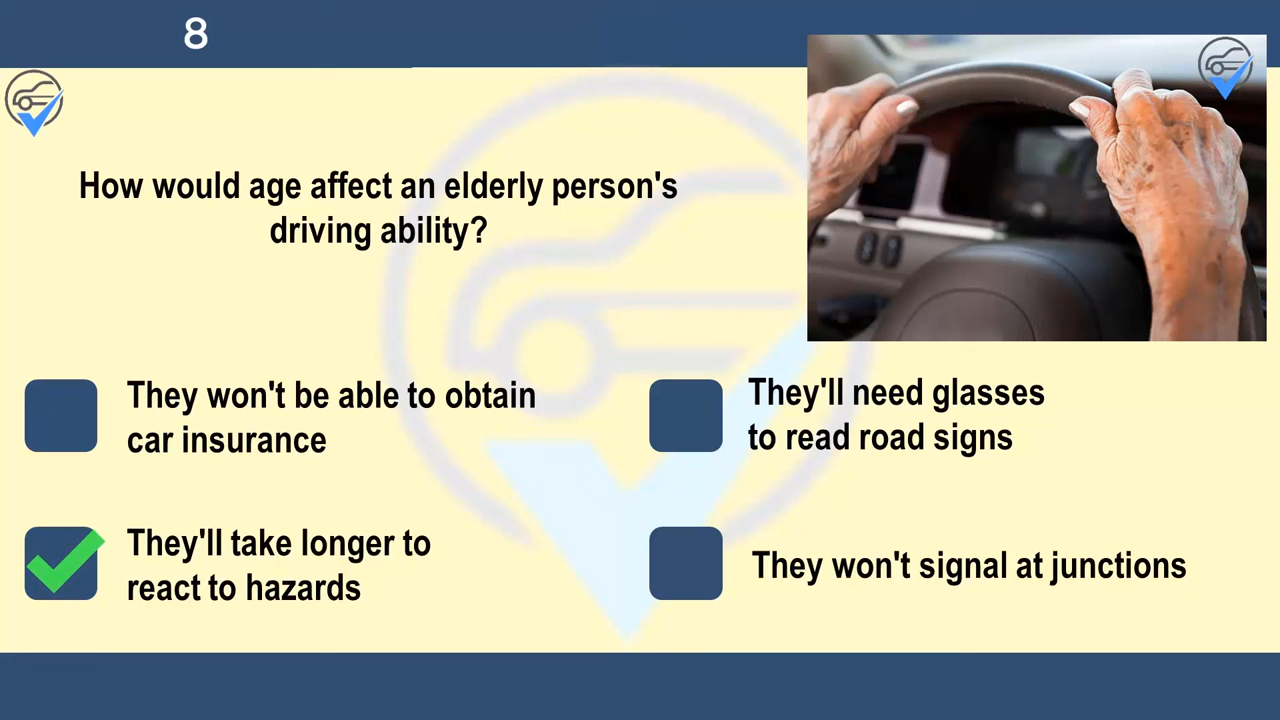 8
How would age affect an elderly person's
driving ability?
They won't be able to obtain
car insurance
They'll need glasses
to read road signs
They'll take longer to
react to hazards
They won't signal at junctions